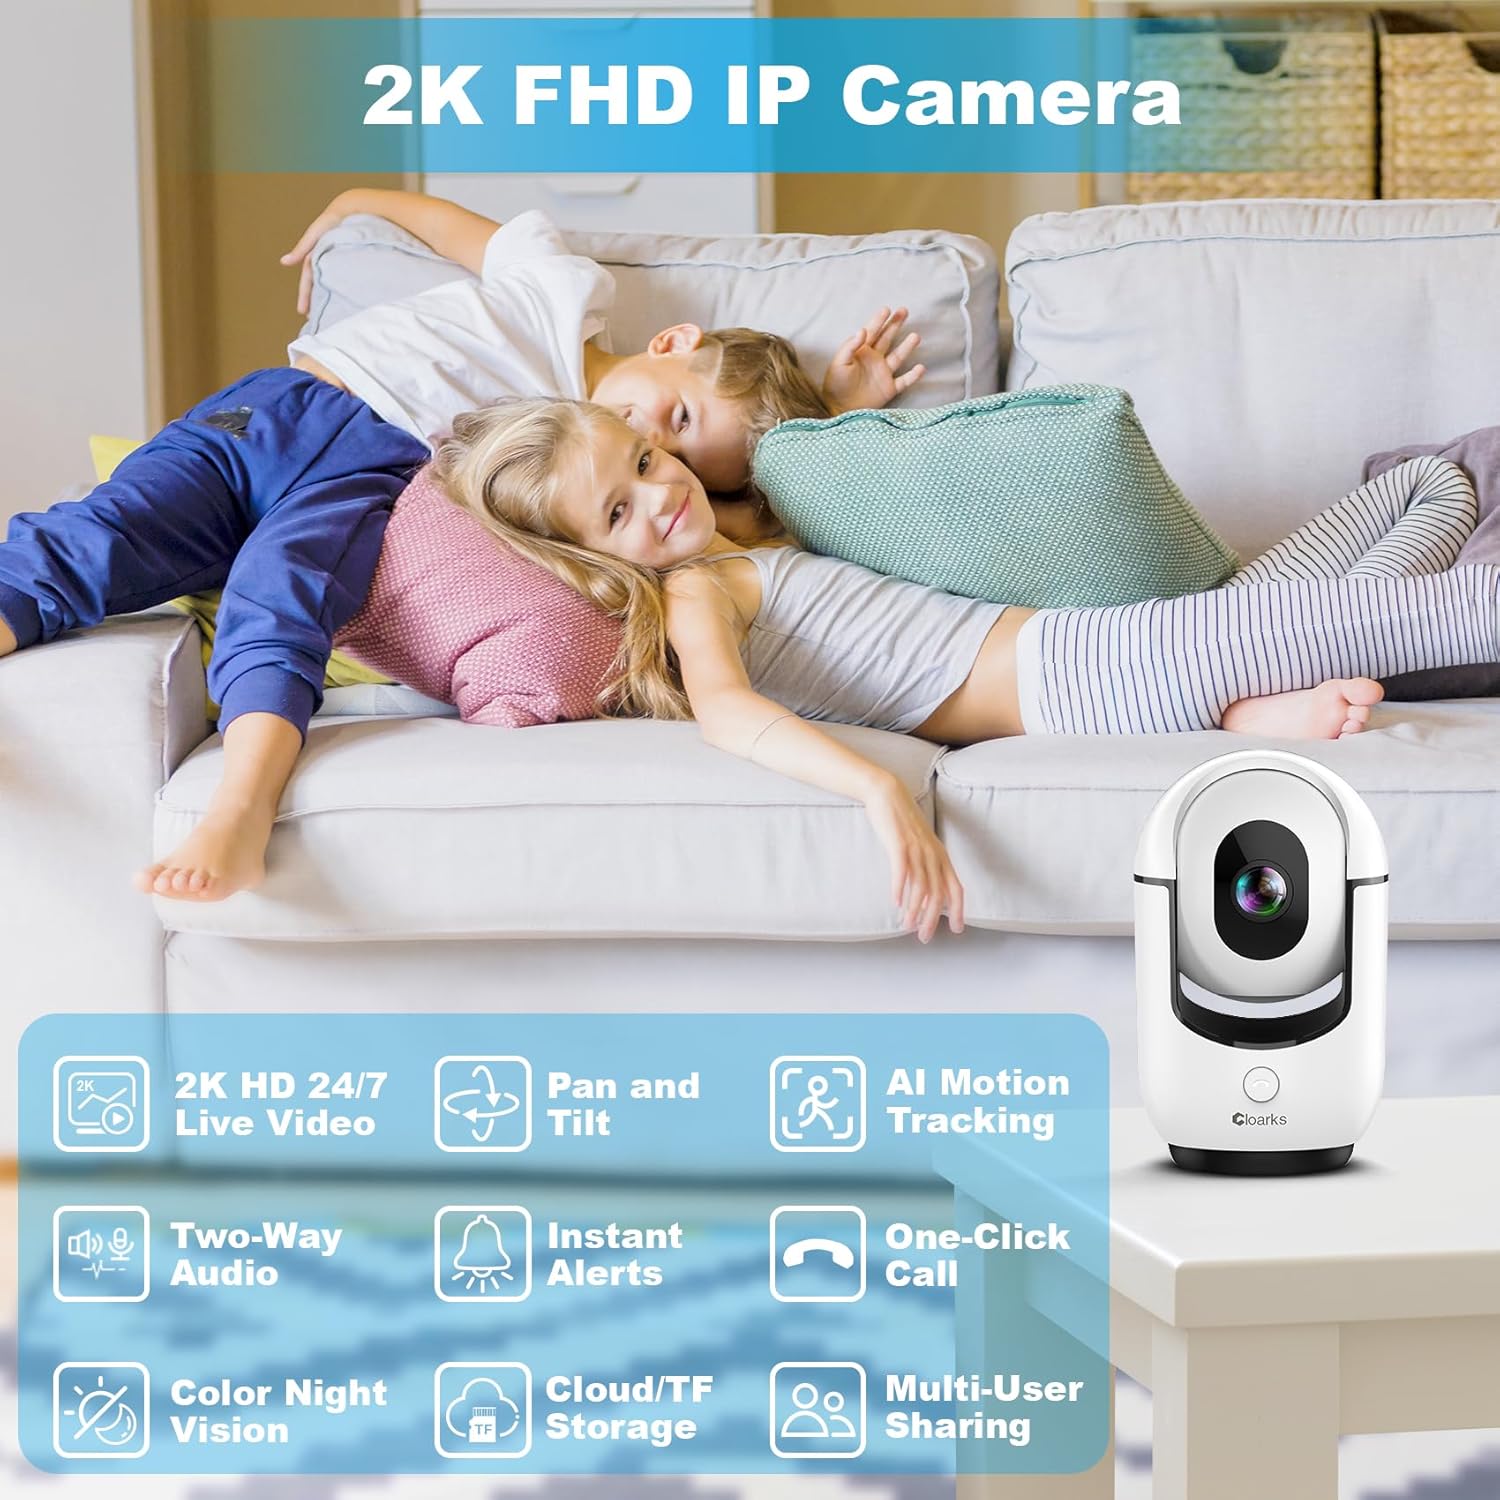 2K FHD IP Camera
2K
2K HD 24/7
Live Video
Pan and
Tilt
AI Motion
Tracking
Cloarks
Two-Way
Audio
Instant
Alerts
One-Click
Call
Color Night
Vision
TF
Cloud/TF
Storage
Multi-User
Sharing